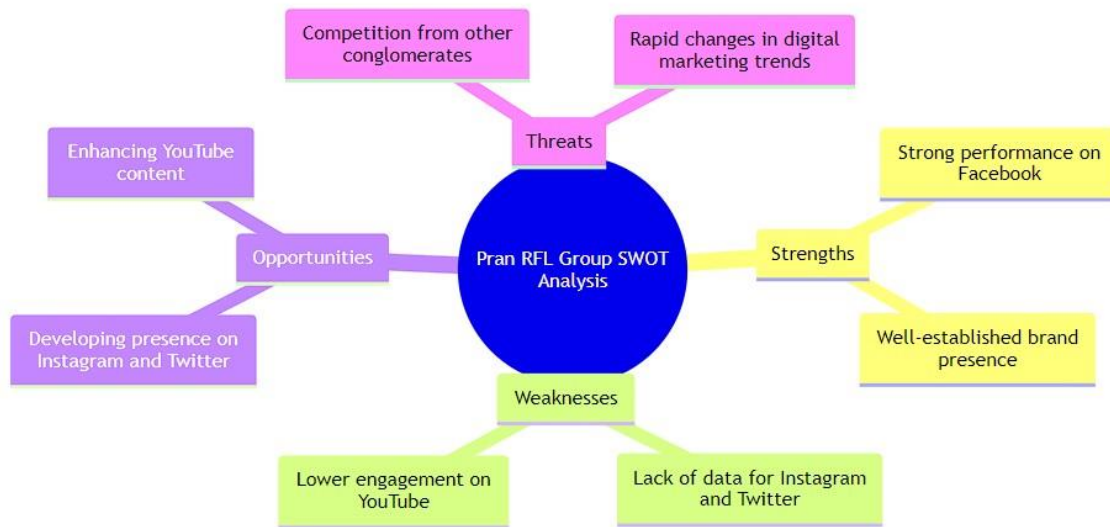 Competition from other
conglomerates
Rapid changes in digital
marketing trends
Threats
Enhancing YouTube
content
Strong performance on
Facebook
Opportunities
Pran RFL Group SWOT
Analysis
Strengths
Developing presence on
Instagram and Twitter
Well-established brand
presence
Weaknesses
Lower engagement on
YouTube
Lack of data for Instagram
and Twitter